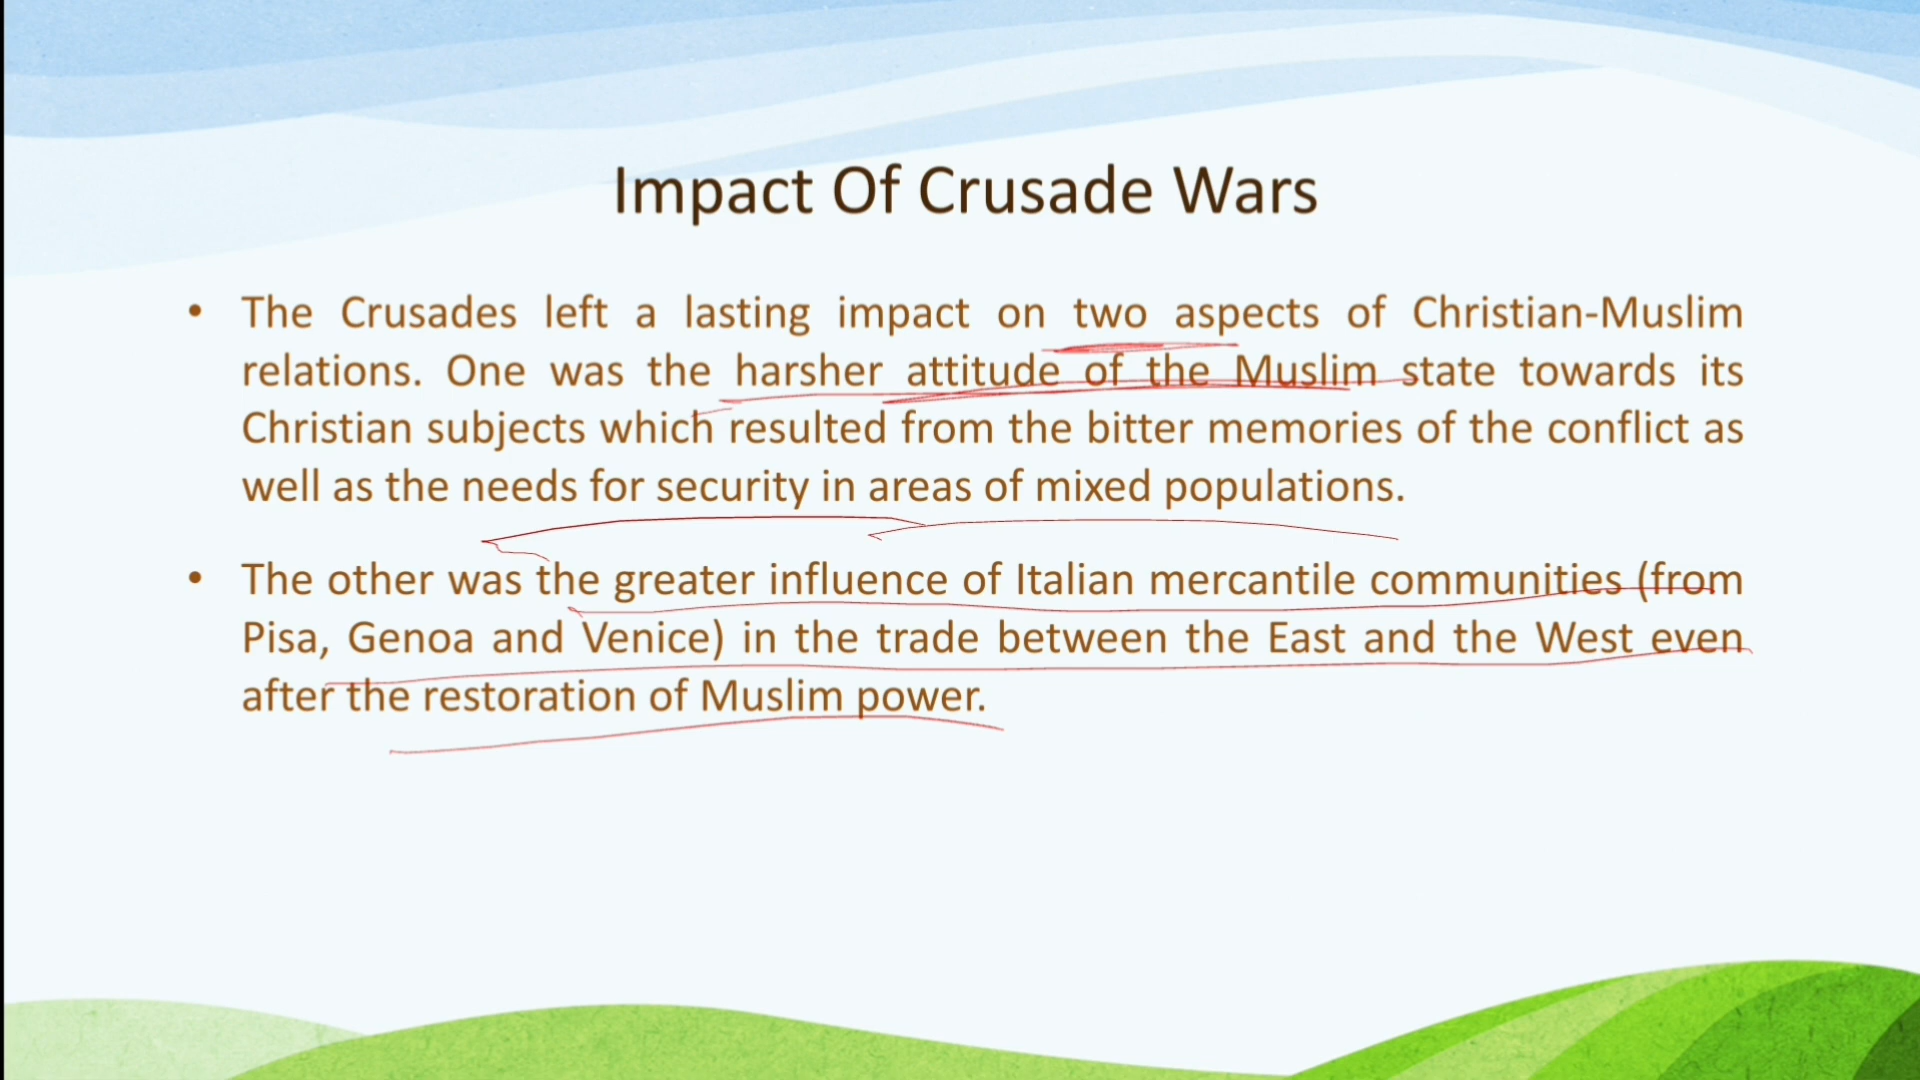 Impact Of Crusade Wars
• The Crusades left a lasting impact on two aspects of Christian-Muslim
relations. One was the harsher attitude of the Muslim state towards its
Christian subjects which resulted from the bitter memories of the conflict as
well as the needs for security in areas of mixed populations.
• The other was the greater influence of Italian mercantile communities (from
Pisa, Genoa and Venice) in the trade between the East and the West even
after the restoration of Muslim power.